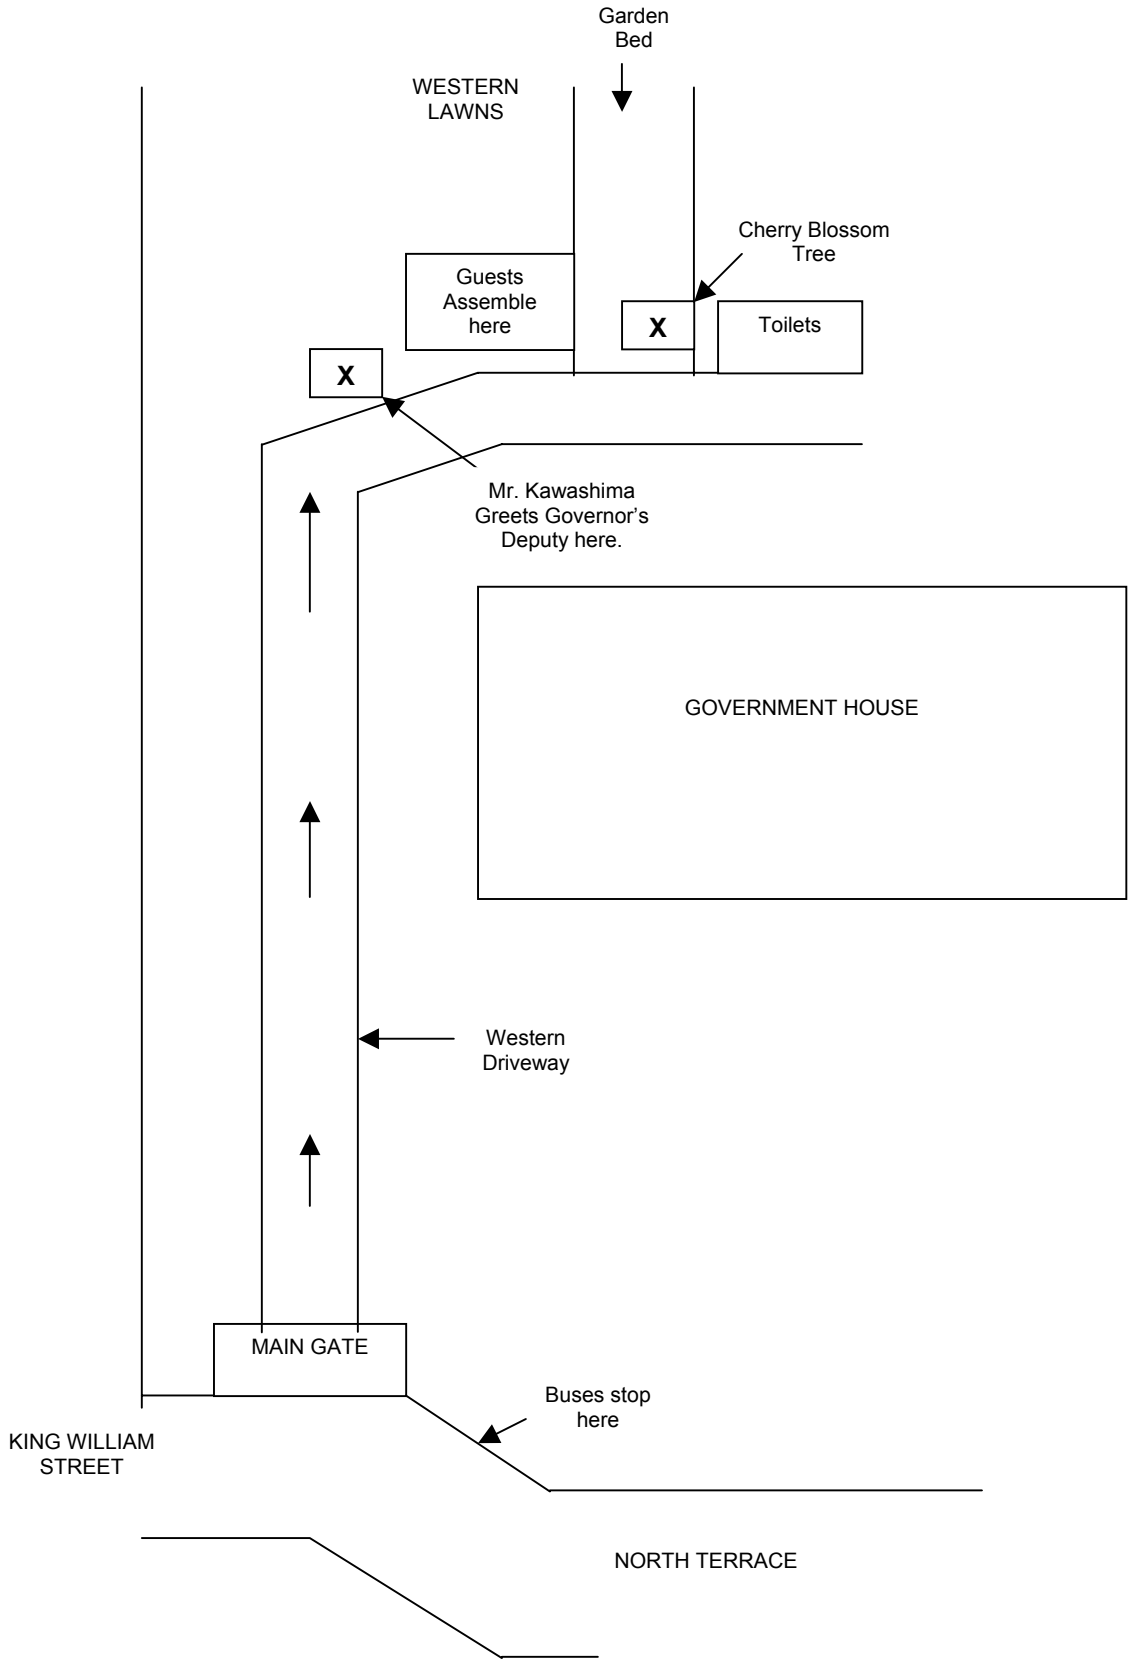 Garden
Bed
WESTERN
LAWNS
Cherry Blossom
Tree
Guests
Assemble
here
X
Toilets
X
Mr. Kawashima
Greets Governor’s
Deputy here.
GOVERNMENT HOUSE
Western
Driveway
MAIN GATE
Buses stop
here
KING WILLIAM
STREET
NORTH TERRACE